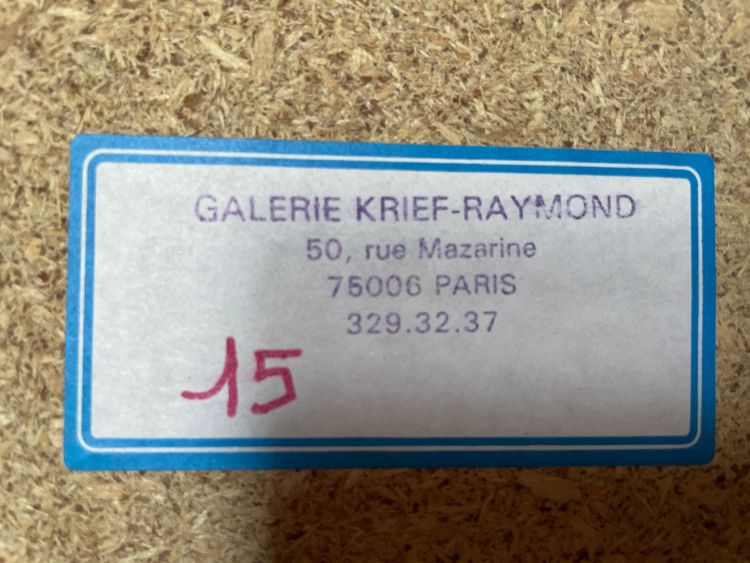 GALERIE KRIEF-RAYMOND
50, rue Mazarine
75006 PARIS
329.32.37
15